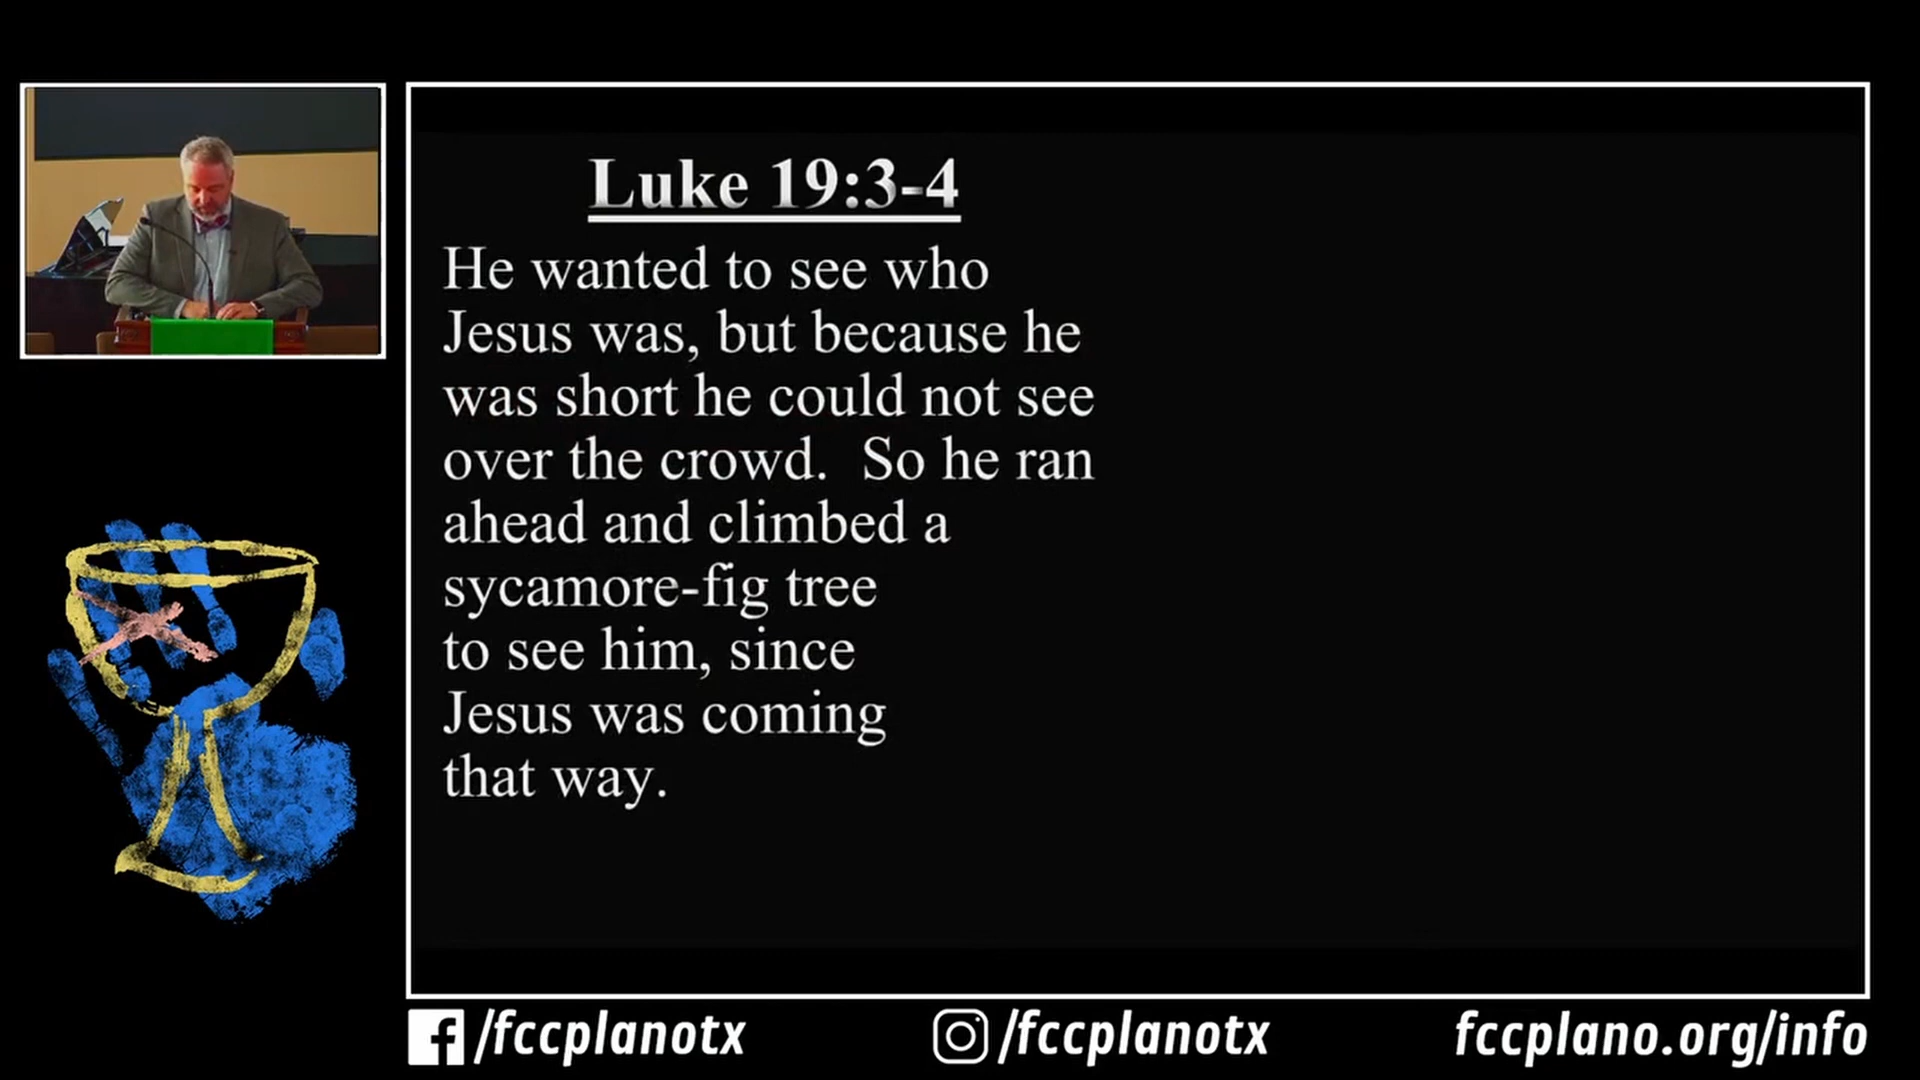 Luke 19:3-4
He wanted to see who
Jesus was, but because he
was short he could not see
over the crowd.  So he ran
ahead and climbed a
sycamore-fig tree
to see him, since
Jesus was coming
that way.
/fccplanotx
/fccplanotx
fccplano.org/info